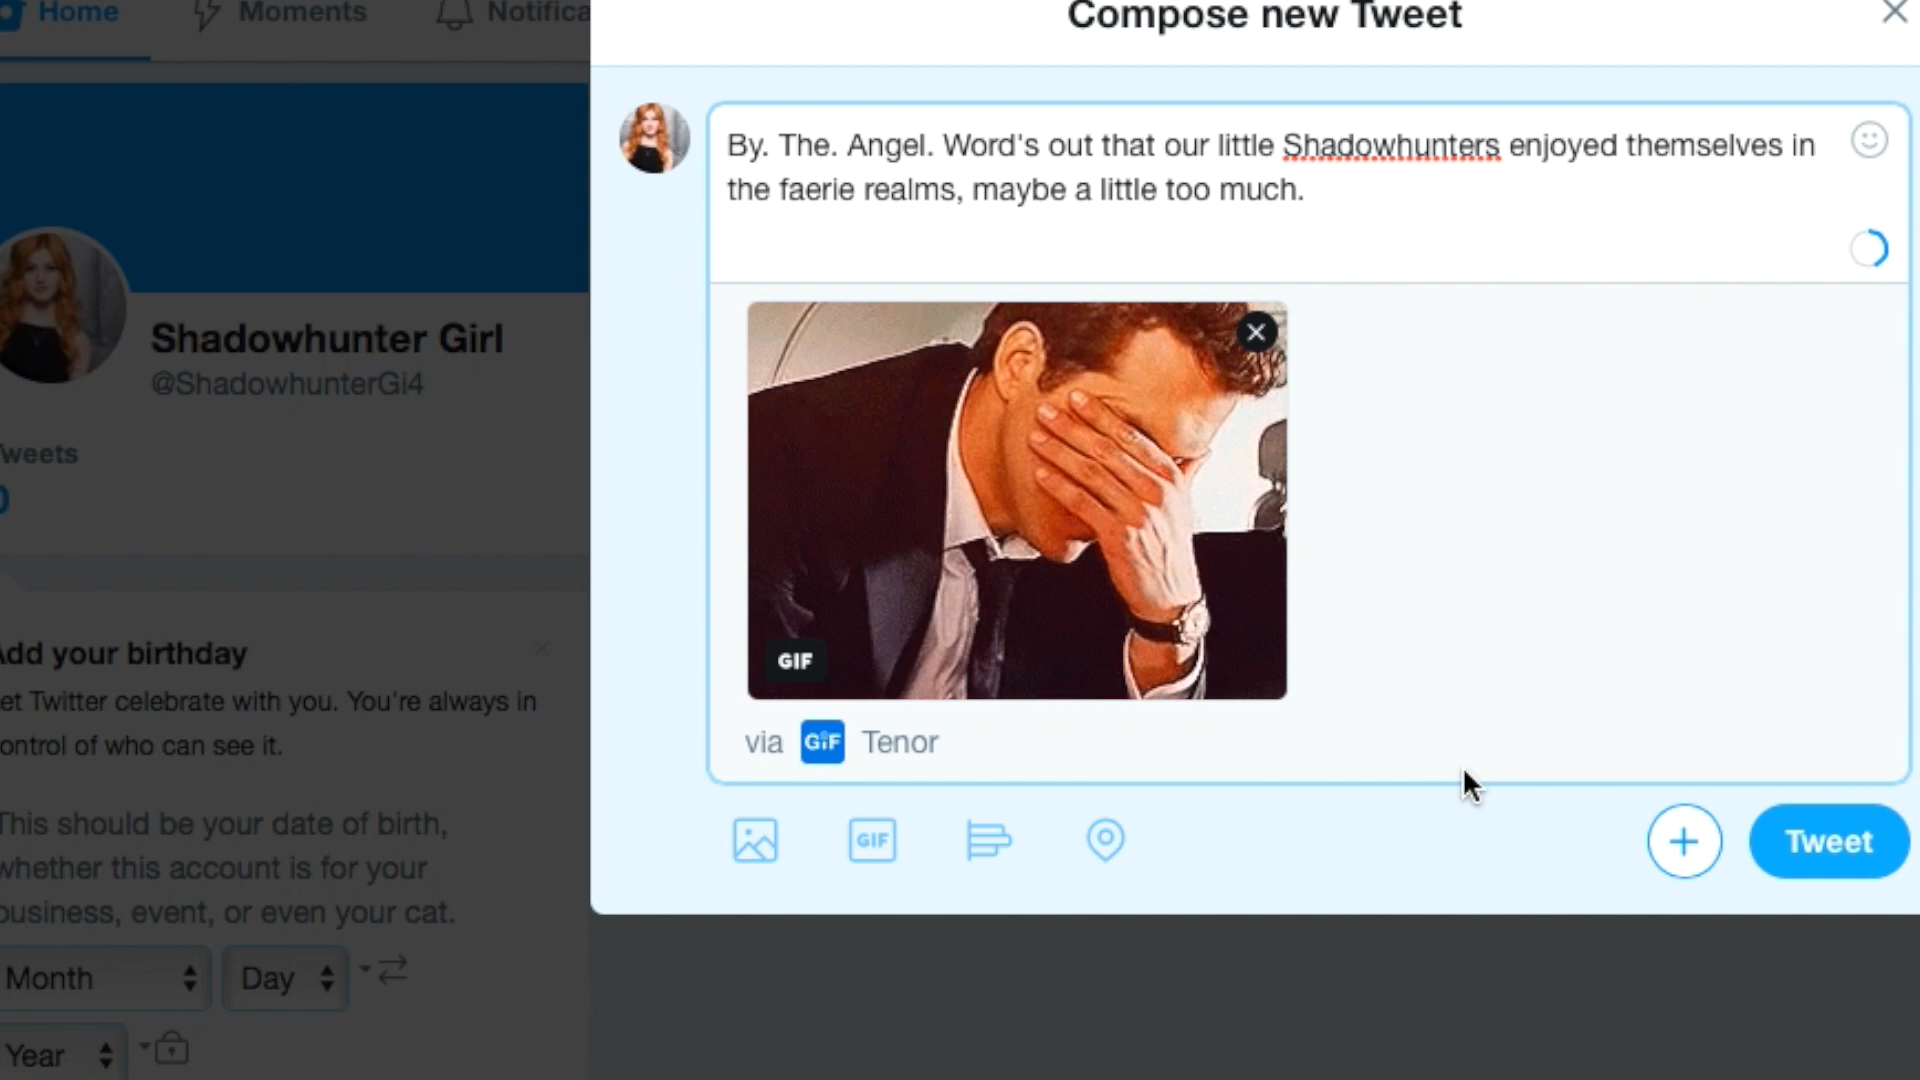 Home Moments Notifica
Compose new Tweet
By. The. Angel. Word's out that our little Shadowhunters enjoyed themselves in
the faerie realms, maybe a little too much.
GIF
via GIF Tenor
GIF
Tweet
Shadowhunter Girl
@ShadowhunterGi4
weets
0
Add your birthday
et Twitter celebrate with you. You're always in
ontrol of who can see it.
This should be your date of birth,
whether this account is for your
business, event, or even your cat.
Month Day
Year